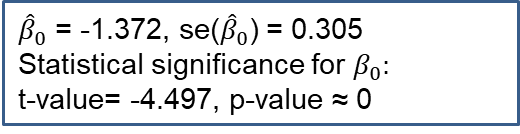 β̂₀ = -1.372, se(β̂₀) = 0.305
Statistical significance for β₀:
t-value= -4.497, p-value ≈ 0